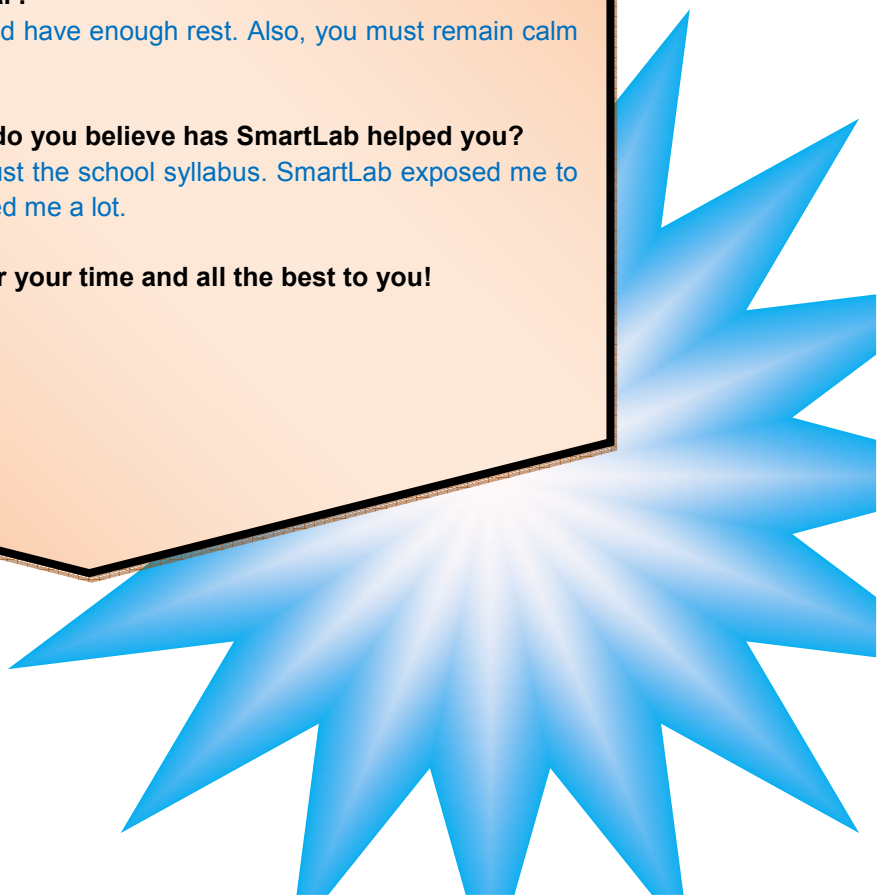 d have enough rest. Also, you must remain calm
do you believe has SmartLab helped you?
ust the school syllabus. SmartLab exposed me to
ed me a lot.
r your time and all the best to you!